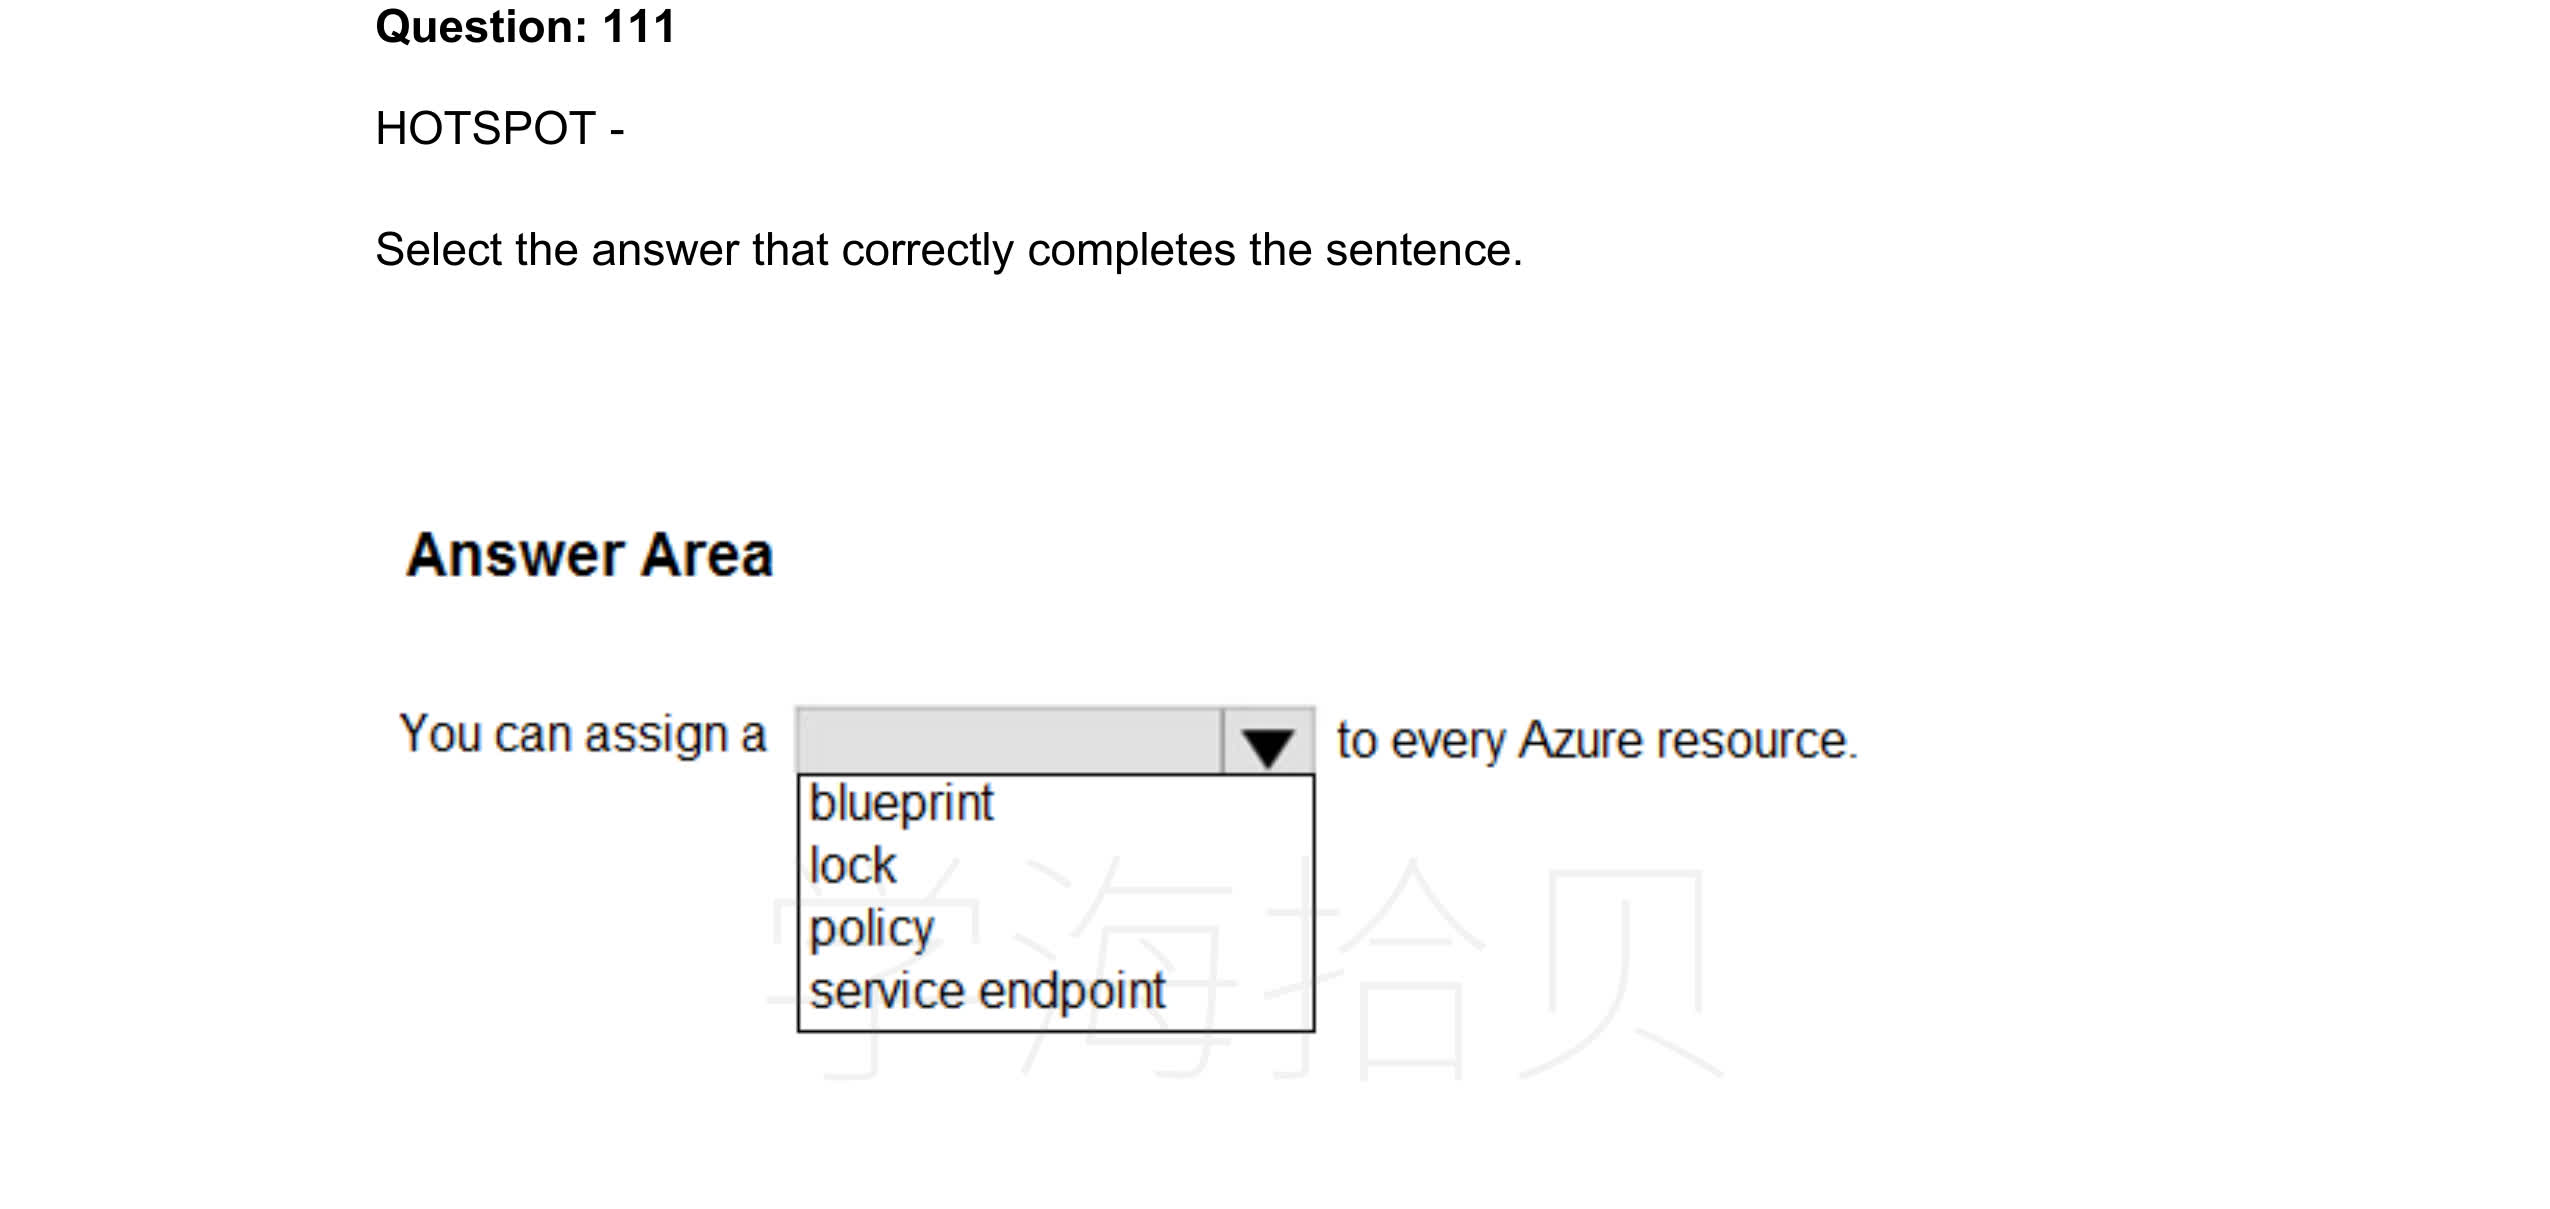 Question: 111
HOTSPOT -
Select the answer that correctly completes the sentence.
Answer Area
You can assign a to every Azure resource.
blueprint
lock
policy
service endpoint
学海拾贝